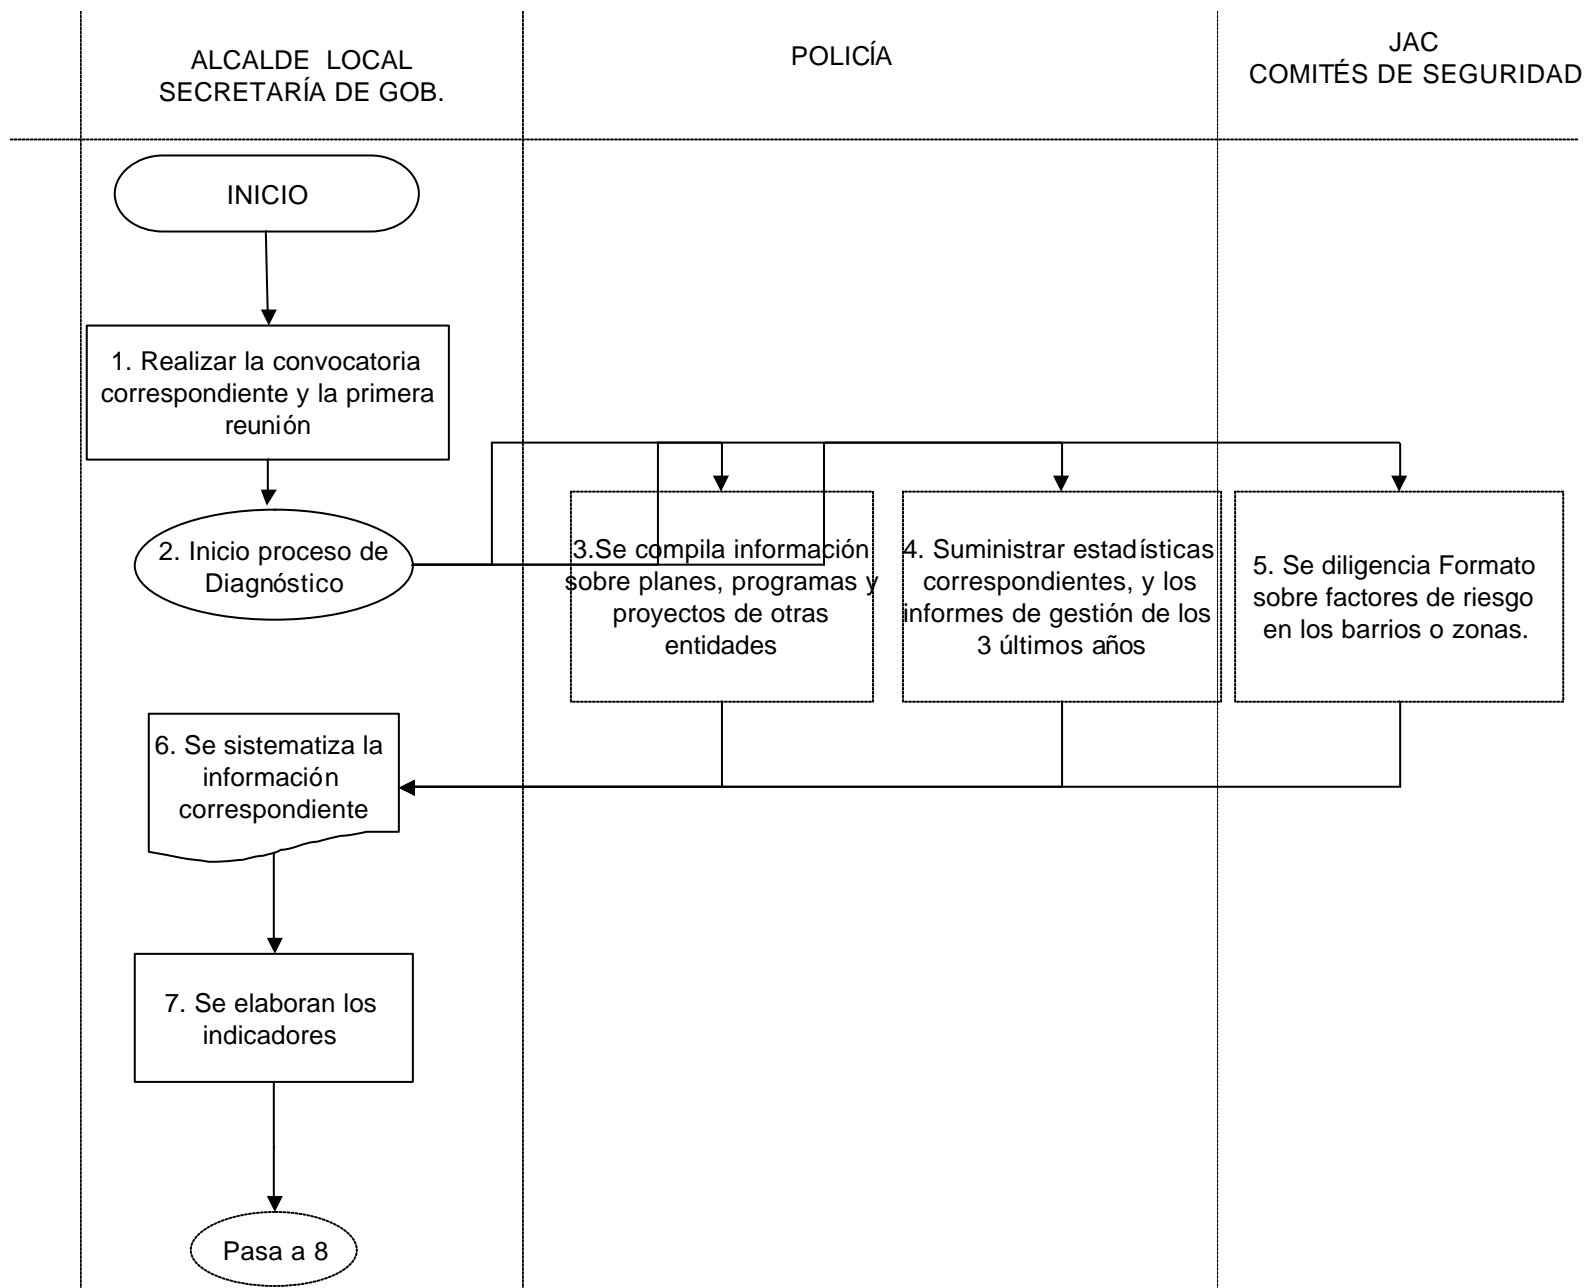 ALCALDE LOCAL
SECRETARÍA DE GOB.
POLICÍA
JAC
COMITÉS DE SEGURIDAD
INICIO
1. Realizar la convocatoria
correspondiente y la primera
reunión
2. Inicio proceso de
Diagnóstico
3.Se compila información
sobre planes, programas y
proyectos de otras
entidades
4. Suministrar estadísticas
correspondientes, y los
informes de gestión de los
3 últimos años
5. Se diligencia Formato
sobre factores de riesgo
en los barrios o zonas.
6. Se sistematiza la
información
correspondiente
7. Se elaboran los
indicadores
Pasa a 8